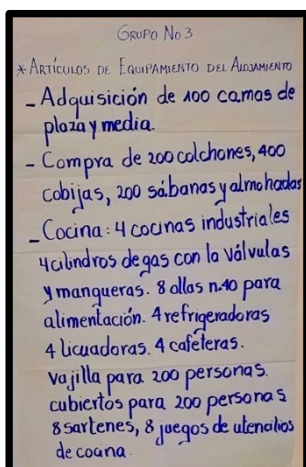 GRUPO No 3
* ARTÍCULOS DE EQUIPAMIENTO DEL ALOJAMIENTO
- Adquisición de 100 camas de
plaza y media.
- Compra de 200 colchones, 400
cobijas, 200 sábanas y almohadas
- Cocina: 4 cocinas industriales
4 cilindros de gas con la válvulas
y mangueras. 8 ollas n.40 para
alimentación. 4 refrigeradoras
4 licuadoras. 4 cafeteras.
vajilla para 200 personas.
cubiertos para 200 personas
8 sartenes, 8 juegos de utencilios
de cocina.